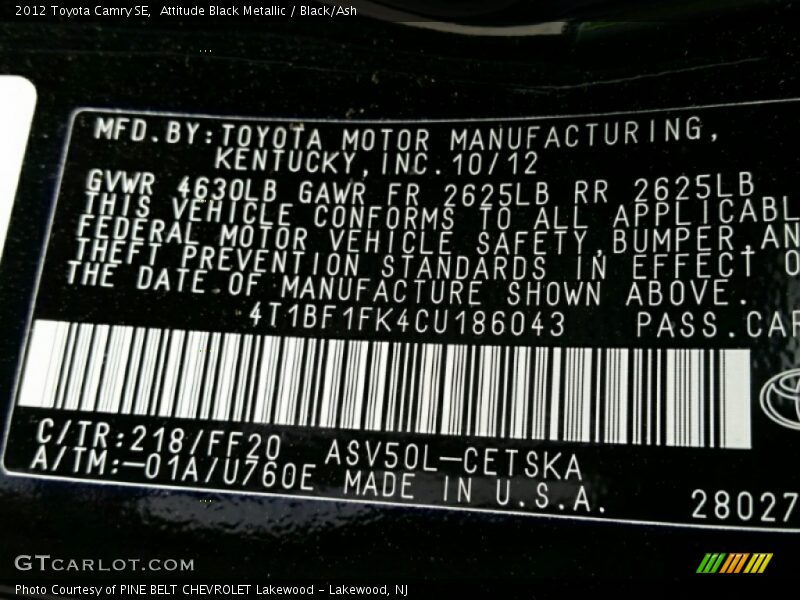 2012 Toyota Camry SE,  Attitude Black Metallic / Black/Ash
MFD.BY:TOYOTA MOTOR MANUFACTURING,
KENTUCKY,INC.10/12
GVWR 4630LB GAWR FR 2625LB RR 2625LB
THIS VEHICLE CONFORMS TO ALL APPLICABL
FEDERAL MOTOR VEHICLE SAFETY,BUMPER,AN
THEFT PREVENTION STANDARDS IN EFFECT O
THE DATE OF MANUFACTURE SHOWN ABOVE.
4T1BF1FK4CU186043 PASS.CAR
C/TR:218/FF20 ASV50L-CETSKA
A/TM:-01A/U760E MADE IN U.S.A.
28027
GTCARLOT.COM
Photo Courtesy of PINE BELT CHEVROLET Lakewood - Lakewood, NJ